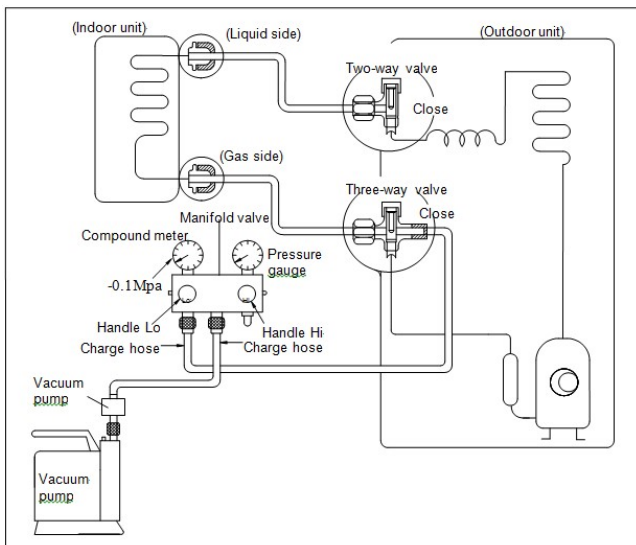 (Indoor unit)
(Liquid side)
(Outdoor unit)
Two-way valve
Close
(Gas side)
Three-way valve
Close
Manifold valve
Compound meter
Pressure
gauge
-0.1Mpa
Handle Lo
Handle Hi
Charge hose
Charge hose
Vacuum
pump
Vacuum
pump